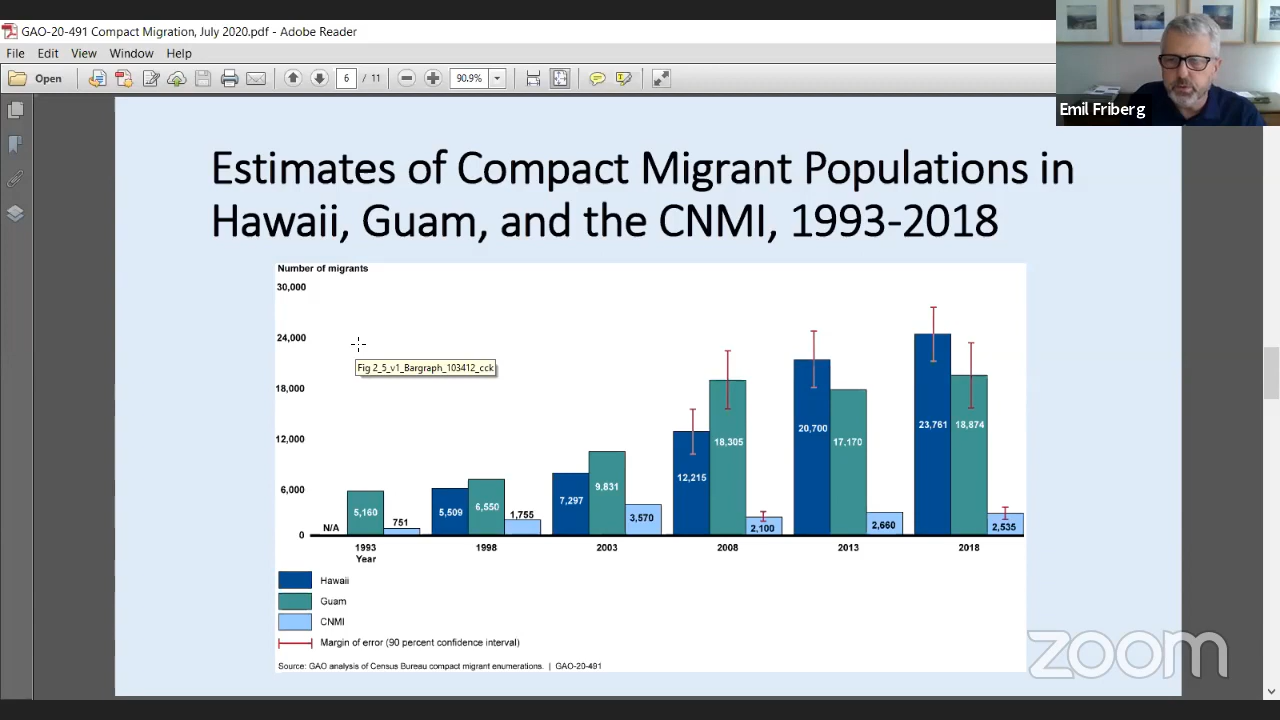 GAO-20-491 Compact Migration, July 2020.pdf - Adobe Reader
File Edit View Window Help
Open 6 / 11 90.9%
Emil Friberg
Estimates of Compact Migrant Populations in
Hawaii, Guam, and the CNMI, 1993-2018
Number of migrants
30,000
24,000
Fig 2_5_v1_Bargraph_103412_cck
18,000
12,000
6,000
0
N/A 5,160 751
5,509 6,550 1,755
7,297 9,831 3,570
12,215 18,305 2,100
20,700 17,170 2,660
23,761 18,874 2,535
1993 1998 2003 2008 2013 2018
Year
Hawaii
Guam
CNMI
Margin of error (90 percent confidence interval)
Source: GAO analysis of Census Bureau compact migrant enumerations. | GAO-20-491
zoom